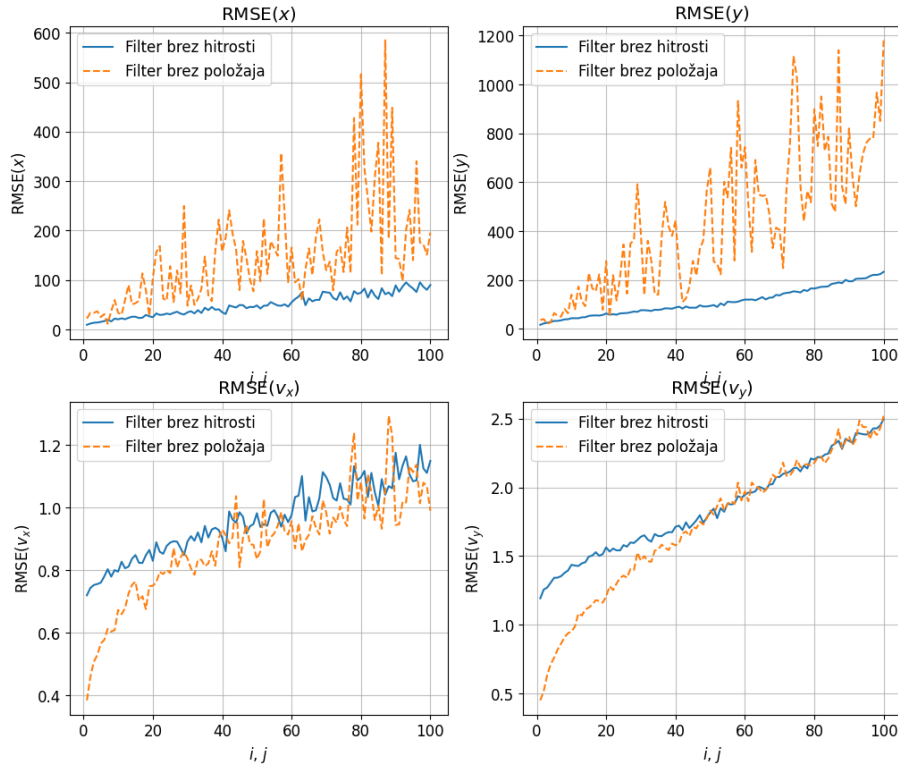 RMSE(x)
Filter brez hitrosti
Filter brez položaja
RMSE(x)
600
500
400
300
200
100
0
0 20 40 60 80 100
i, j
RMSE(y)
Filter brez hitrosti
Filter brez položaja
RMSE(y)
1200
1000
800
600
400
200
0
0 20 40 60 80 100
i, j
RMSE(vₓ)
Filter brez hitrosti
Filter brez položaja
RMSE(vₓ)
1.2
1.0
0.8
0.6
0.4
0 20 40 60 80 100
i, j
RMSE(v_y)
Filter brez hitrosti
Filter brez položaja
RMSE(v_y)
2.5
2.0
1.5
1.0
0.5
0 20 40 60 80 100
i, j